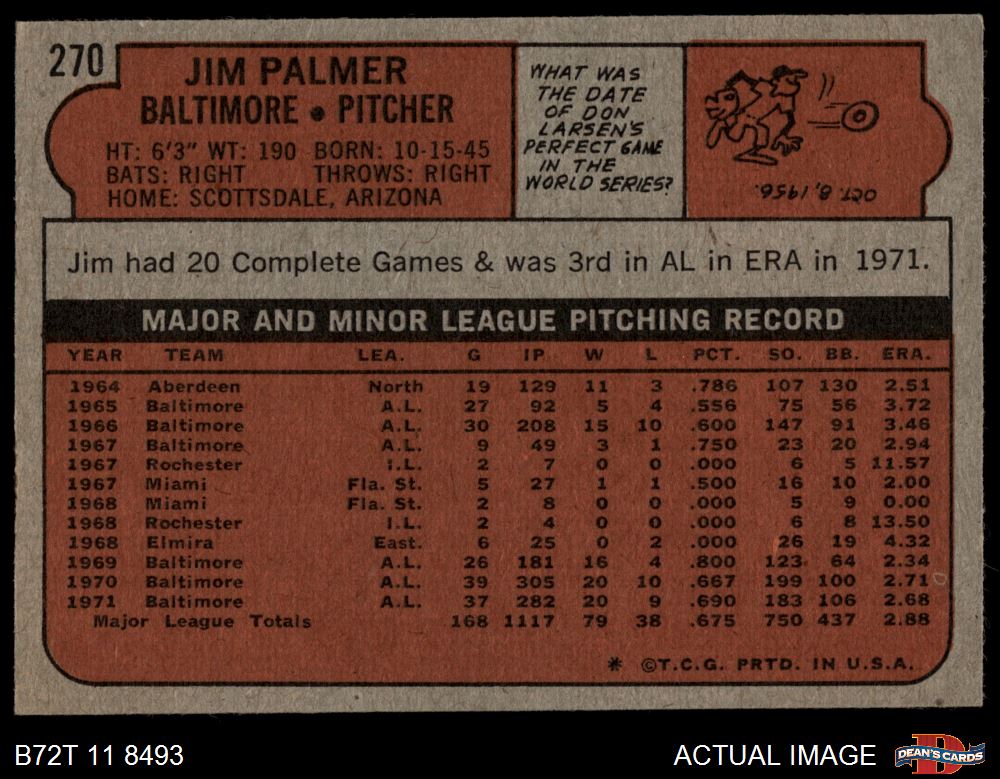 270
JIM PALMER
BALTIMORE • PITCHER
HT: 6'3" WT: 190 BORN: 10-15-45
BATS: RIGHT THROWS: RIGHT
HOME: SCOTTSDALE, ARIZONA
WHAT WAS
THE DATE
OF DON
LARSEN'S
PERFECT GAME
IN THE
WORLD SERIES?
OCT. 8, 1956.
Jim had 20 Complete Games & was 3rd in AL in ERA in 1971.
MAJOR AND MINOR LEAGUE PITCHING RECORD
YEAR TEAM LEA. G IP W L PCT. SO. BB. ERA.
1964 Aberdeen North 19 129 11 3 .786 107 130 2.51
1965 Baltimore A.L. 27 92 5 4 .556 75 56 3.72
1966 Baltimore A.L. 30 208 15 10 .600 147 91 3.46
1967 Baltimore A.L. 9 49 3 1 .750 23 20 2.94
1967 Rochester I.L. 2 7 0 0 .000 6 5 11.57
1967 Miami Fla. St. 5 27 1 1 .500 16 10 2.00
1968 Miami Fla. St. 2 8 0 0 .000 5 9 0.00
1968 Rochester I.L. 2 4 0 0 .000 6 8 13.50
1968 Elmira East. 6 25 0 2 .000 26 19 4.32
1969 Baltimore A.L. 26 181 16 4 .800 123 64 2.34
1970 Baltimore A.L. 39 305 20 10 .667 199 100 2.71
1971 Baltimore A.L. 37 282 20 9 .690 183 106 2.68
Major League Totals 168 1117 79 38 .675 750 437 2.88
* ©T.C.G. PRTD. IN U.S.A.
B72T 11 8493
ACTUAL IMAGE
DEAN'S CARDS